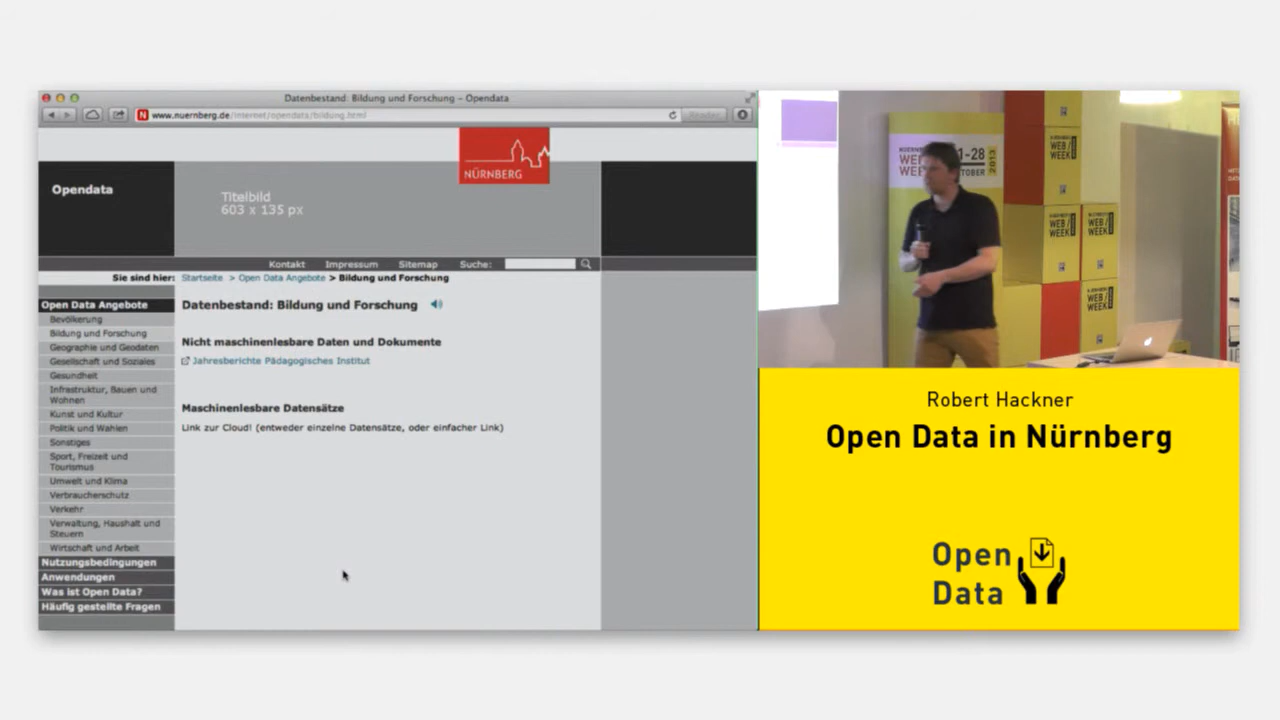 Datenbestand: Bildung und Forschung – Opendata
www.nuernberg.de/internet/opendata/bildung.html
Reader
NÜRNBERG
Opendata
Titelbild
603 x 135 px
Kontakt Impressum Sitemap Suche:
Sie sind hier: Startseite > Open Data Angebote > Bildung und Forschung
Open Data Angebote
Bevölkerung
Bildung und Forschung
Geographie und Geodaten
Gesellschaft und Soziales
Gesundheit
Infrastruktur, Bauen und
Wohnen
Kunst und Kultur
Politik und Wahlen
Sonstiges
Sport, Freizeit und
Tourismus
Umwelt und Klima
Verbraucherschutz
Verkehr
Verwaltung, Haushalt und
Steuern
Wirtschaft und Arbeit
Nutzungsbedingungen
Anwendungen
Was ist Open Data?
Häufig gestellte Fragen
Datenbestand: Bildung und Forschung
Nicht maschinenlesbare Daten und Dokumente
Jahresberichte Pädagogisches Institut
Maschinenlesbare Datensätze
Link zur Cloud! (entweder einzelne Datensätze, oder einfacher Link)
1-28
2013
WEB /
WEEK
WEB /
WEEK
WEB /
WEEK
WEB /
WEEK
Robert Hackner
Open Data in Nürnberg
Open
Data